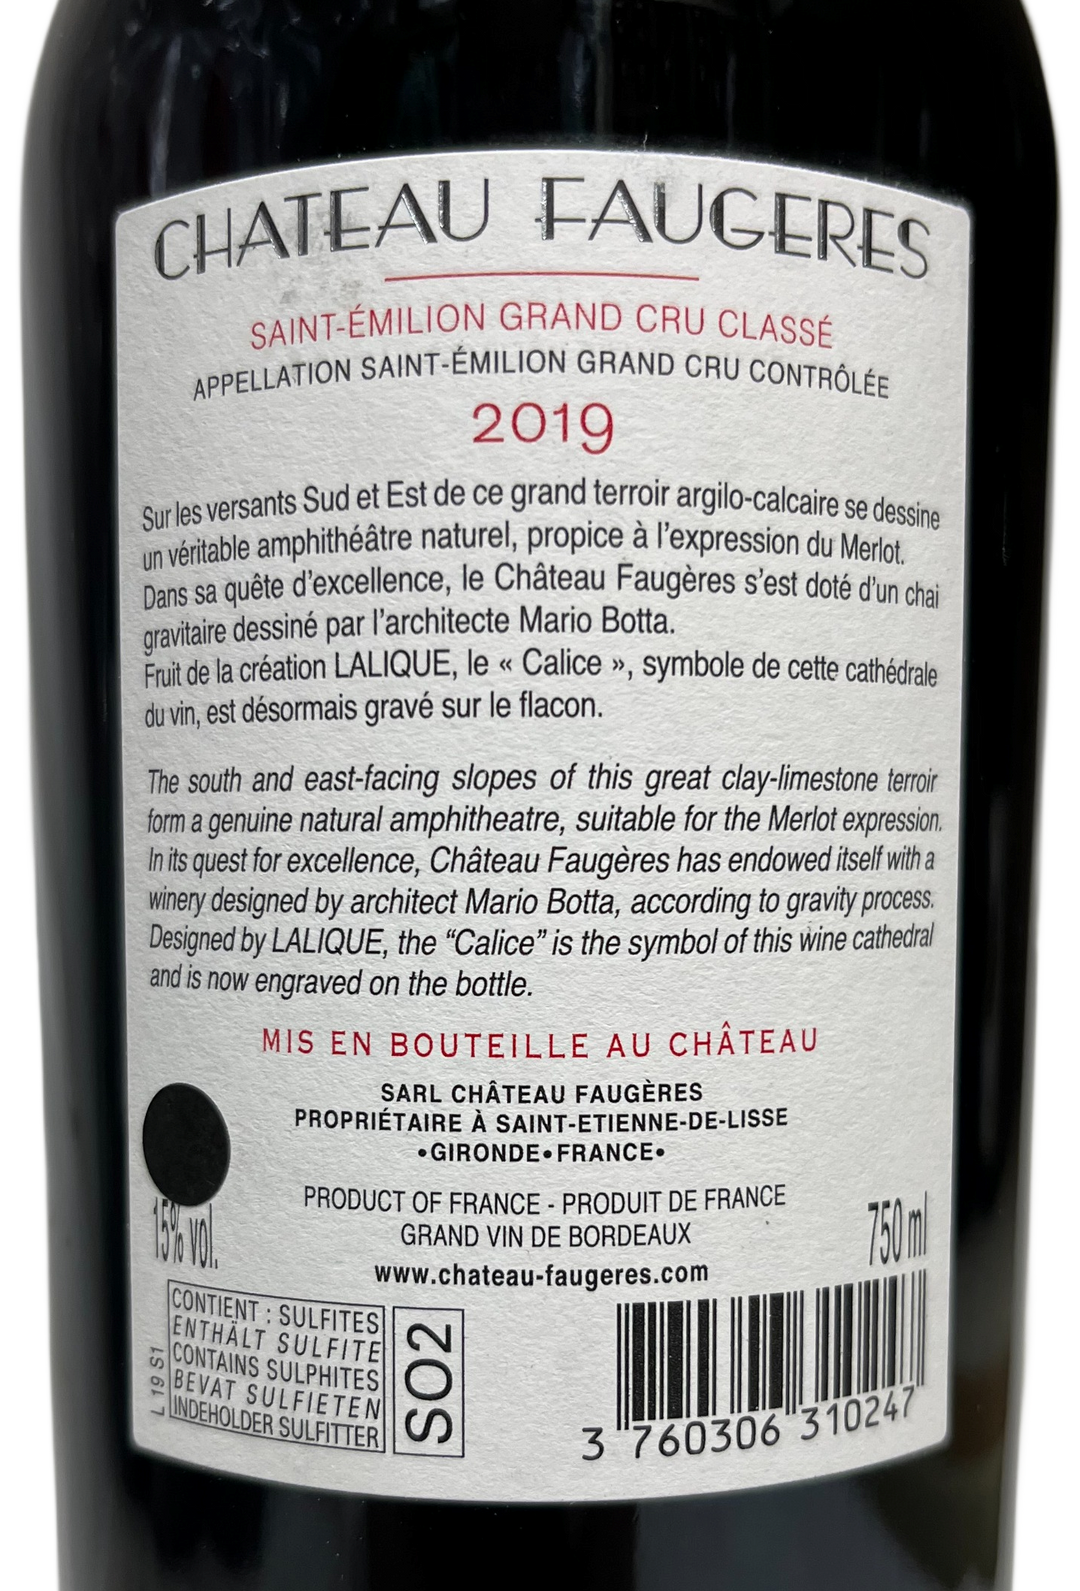 CHATEAU FAUGERES
SAINT-ÉMILION GRAND CRU CLASSÉ
APPELLATION SAINT-ÉMILION GRAND CRU CONTRÔLÉE
2019
Sur les versants Sud et Est de ce grand terroir argilo-calcaire se dessine
un véritable amphithéâtre naturel, propice à l'expression du Merlot.
Dans sa quête d'excellence, le Château Faugères s'est doté d'un chai
gravitaire dessiné par l'architecte Mario Botta.
Fruit de la création LALIQUE, le « Calice », symbole de cette cathédrale
du vin, est désormais gravé sur le flacon.
The south and east-facing slopes of this great clay-limestone terroir
form a genuine natural amphitheatre, suitable for the Merlot expression.
In its quest for excellence, Château Faugères has endowed itself with a
winery designed by architect Mario Botta, according to gravity process.
Designed by LALIQUE, the “Calice” is the symbol of this wine cathedral
and is now engraved on the bottle.
MIS EN BOUTEILLE AU CHÂTEAU
SARL CHÂTEAU FAUGÈRES
PROPRIÉTAIRE À SAINT-ETIENNE-DE-LISSE
•GIRONDE•FRANCE•
PRODUCT OF FRANCE - PRODUIT DE FRANCE
GRAND VIN DE BORDEAUX
www.chateau-faugeres.com
15% vol.
750 ml
L 19 S1
CONTIENT : SULFITES
ENTHÄLT SULFITE
CONTAINS SULPHITES
BEVAT SULFIETEN
INDEHOLDER SULFITTER
SO2
3 760306 310247